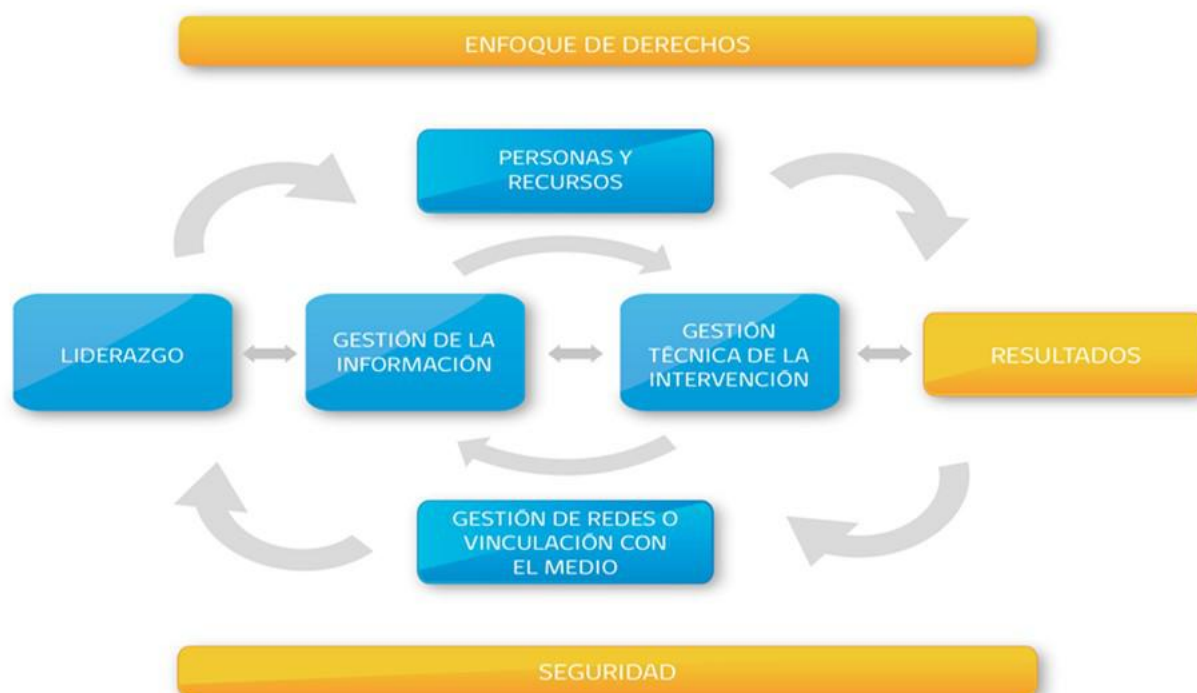 ENFOQUE DE DERECHOS
PERSONAS Y
RECURSOS
LIDERAZGO
GESTIÓN DE LA
INFORMACIÓN
GESTIÓN
TÉCNICA DE LA
INTERVENCIÓN
RESULTADOS
GESTIÓN DE REDES O
VINCULACIÓN CON
EL MEDIO
SEGURIDAD